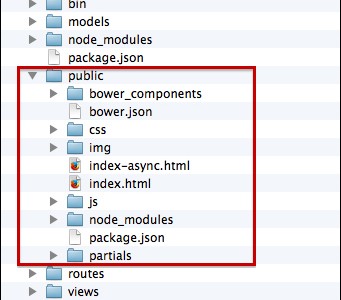 bin
models
node_modules
package.json
public
bower_components
bower.json
css
img
index-async.html
index.html
js
node_modules
package.json
partials
routes
views